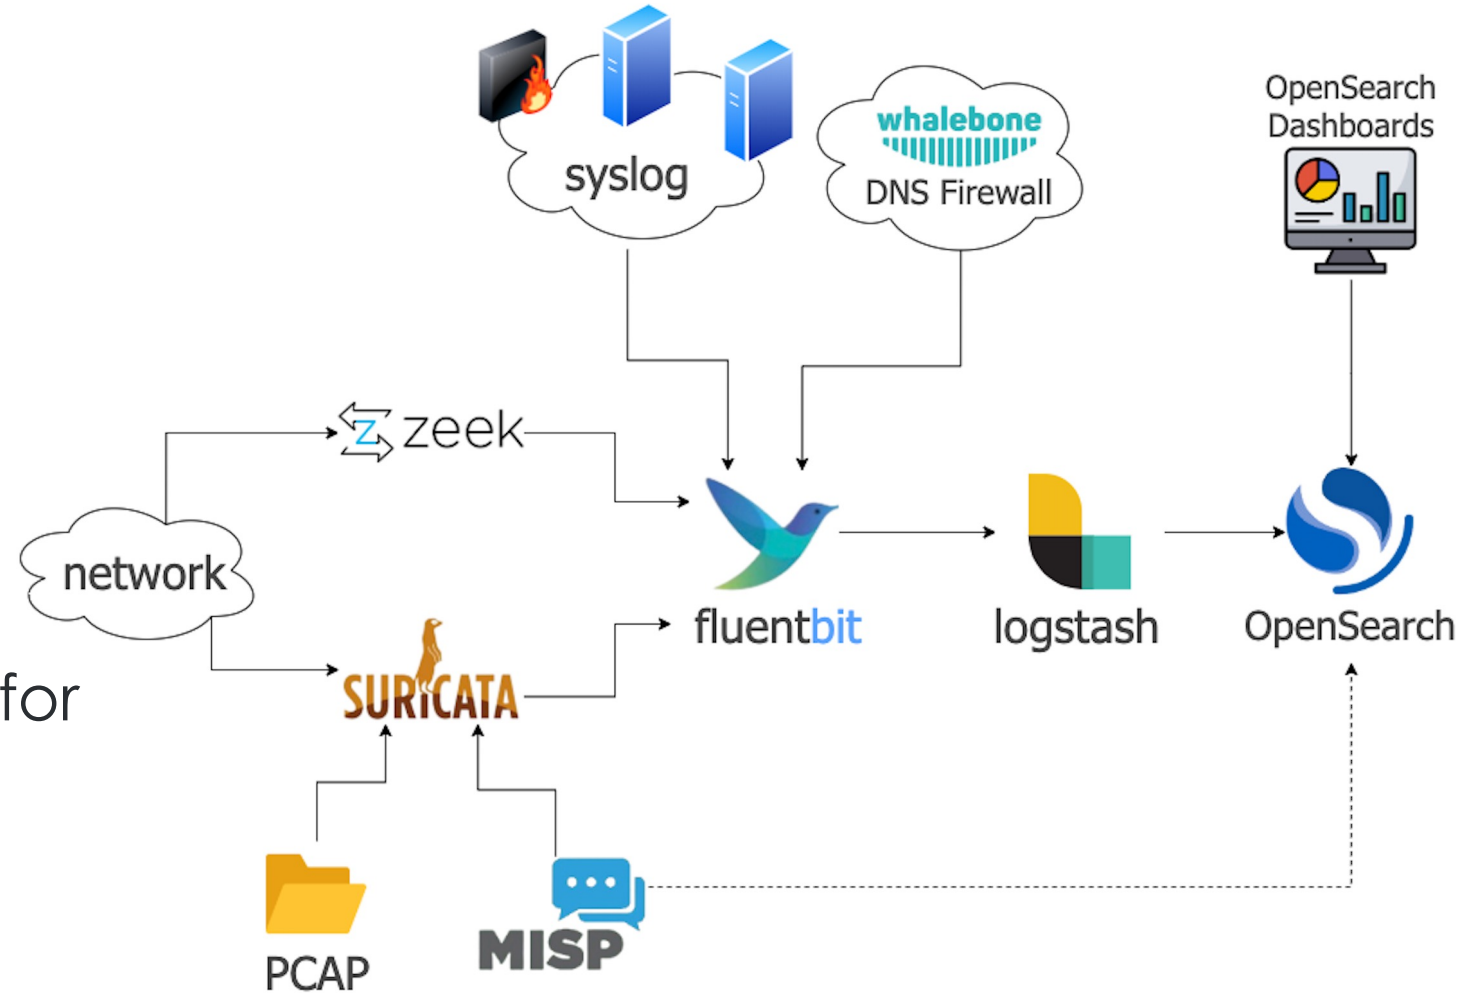 syslog
whalebone
DNS Firewall
OpenSearch
Dashboards
z zeek
network
fluentbit
logstash
OpenSearch
for
SURICATA
PCAP
MISP